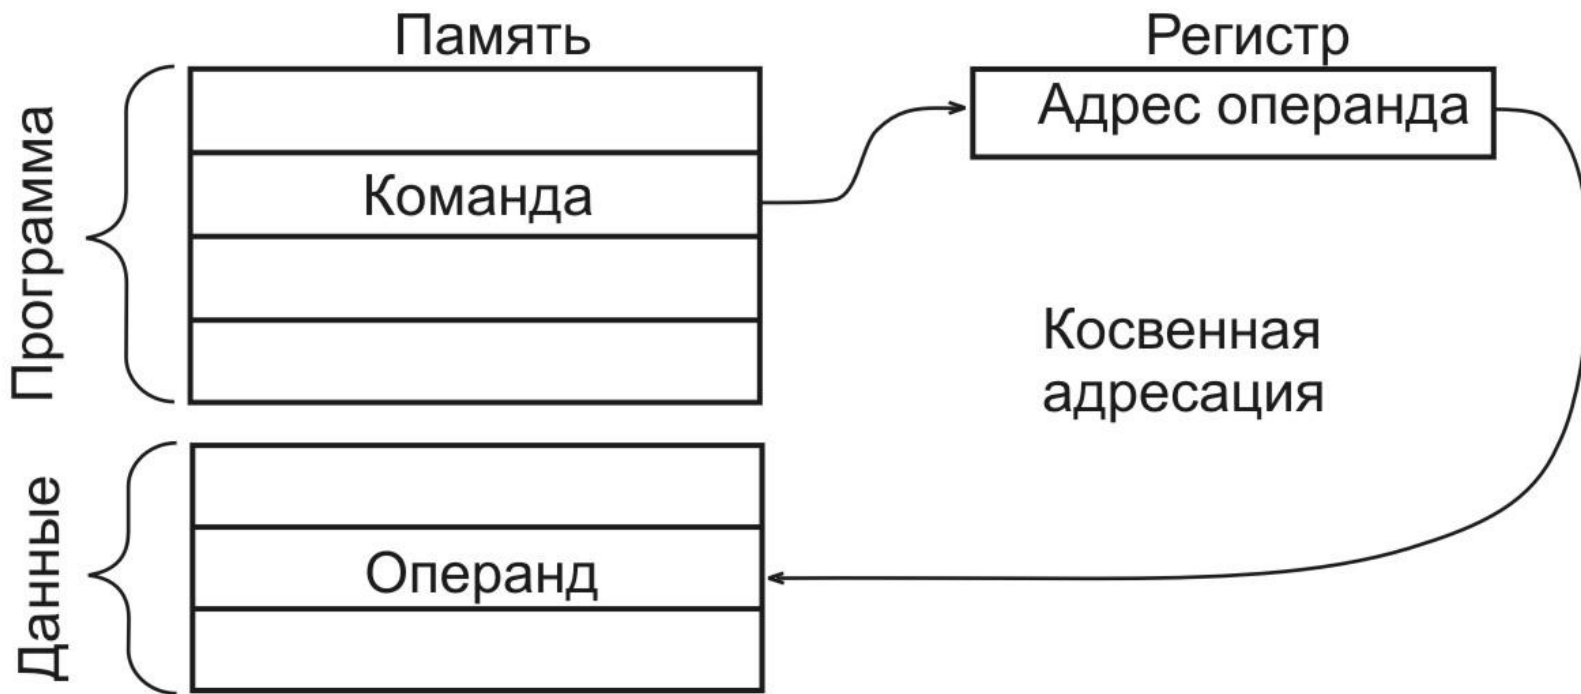 Память
Регистр
Программа
Адрес операнда
Команда
Косвенная
адресация
Данные
Операнд